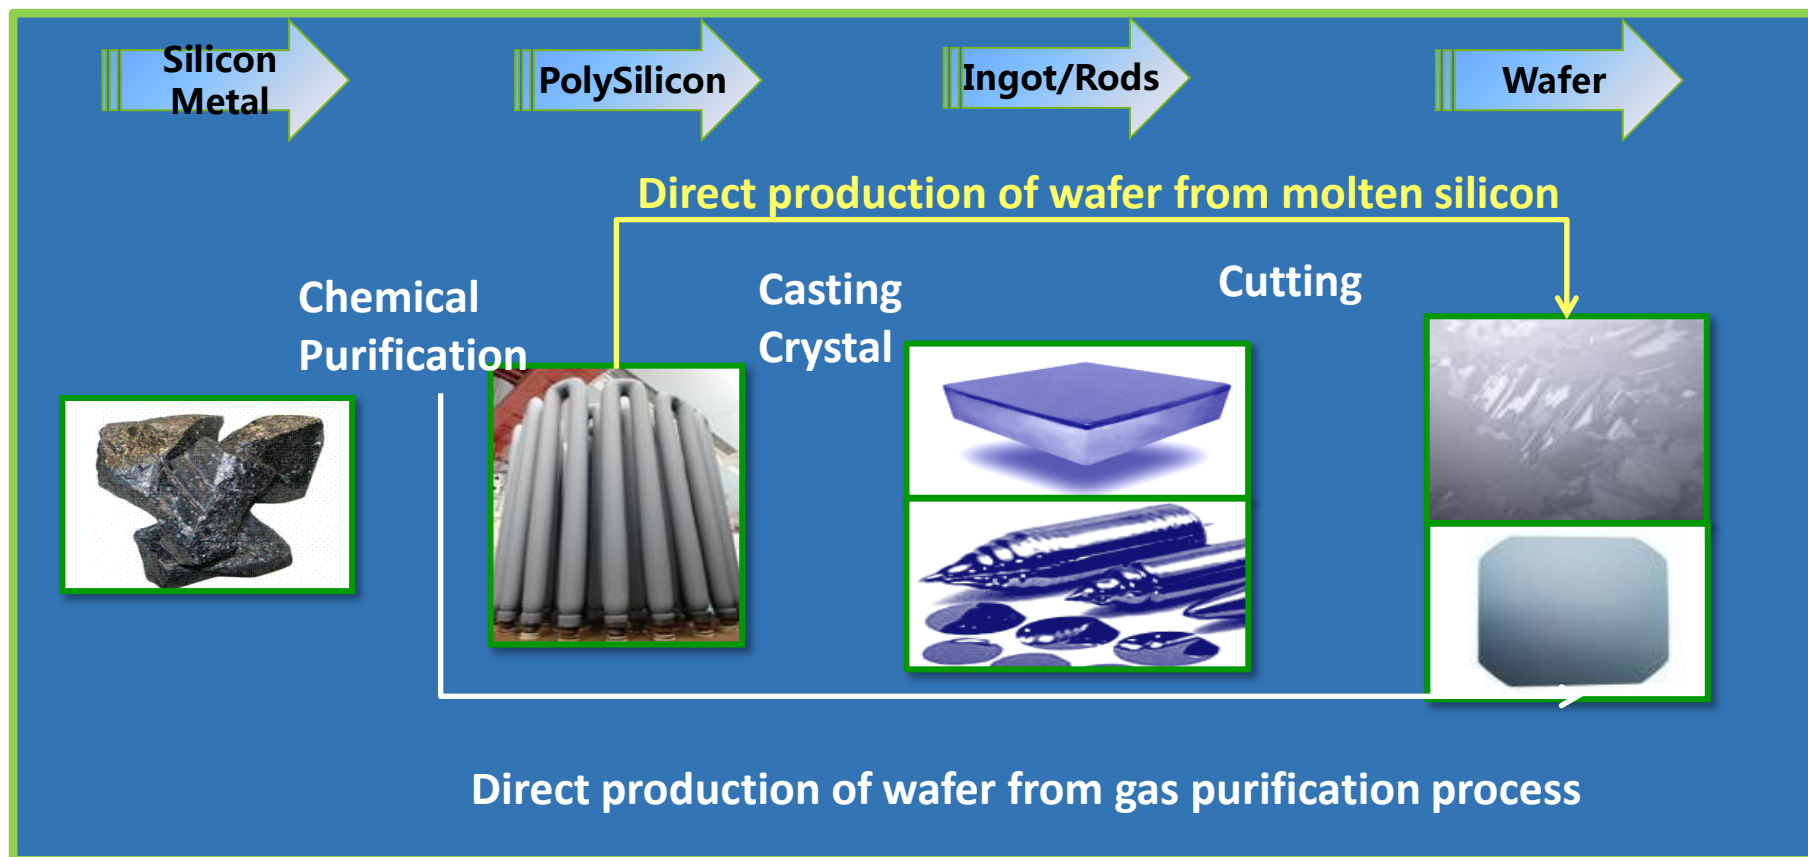 Silicon
Metal
PolySilicon
Ingot/Rods
Wafer
Direct production of wafer from molten silicon
Chemical
Purification
Casting
Crystal
Cutting
Direct production of wafer from gas purification process